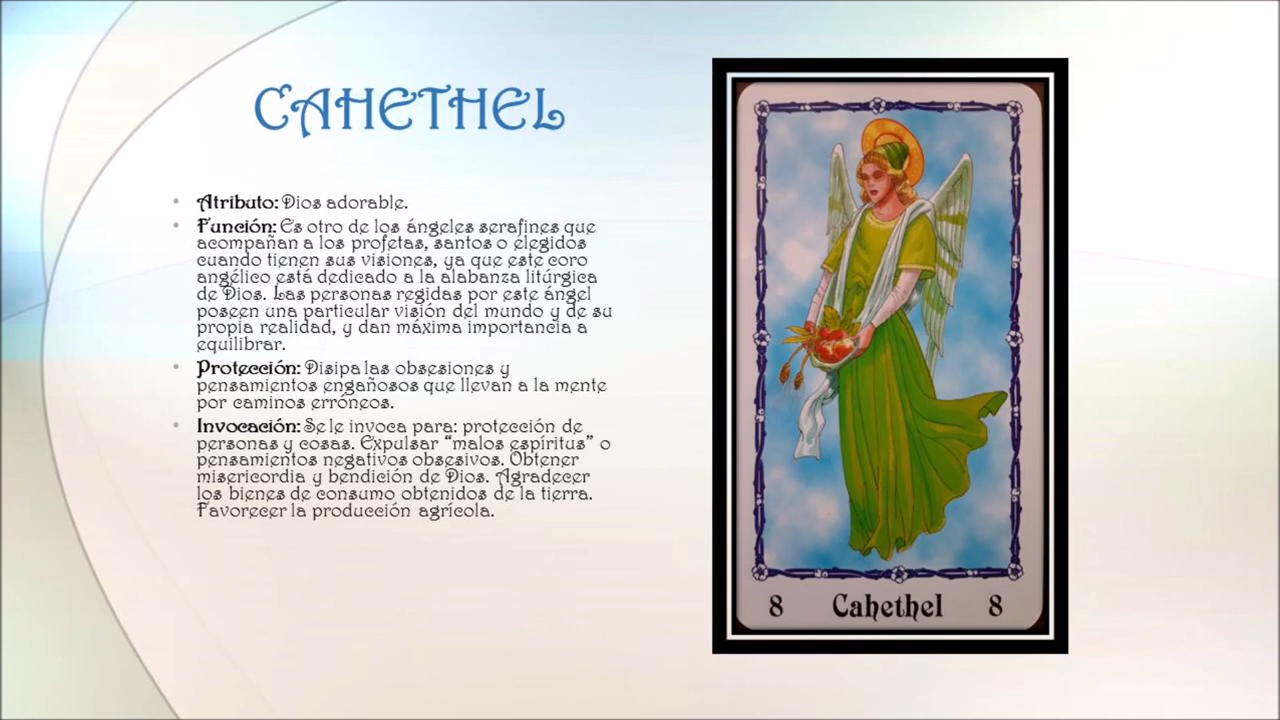 CAHETHEL
• Atributo: Dios adorable.
• Función: Es otro de los ángeles serafines que
acompañan a los profetas, santos o elegidos
cuando tienen sus visiones, ya que este coro
angélico está dedicado a la alabanza litúrgica
de Dios. Las personas regidas por este ángel
poseen una particular visión del mundo y de su
propia realidad, y dan máxima importancia a
equilibrar.
• Protección: Disipa las obsesiones y
pensamientos engañosos que llevan a la mente
por caminos erróneos.
• Invocación: Se le invoca para: protección de
personas y cosas. Expulsar “malos espíritus” o
pensamientos negativos obsesivos. Obtener
misericordia y bendición de Dios. Agradecer
los bienes de consumo obtenidos de la tierra.
Favorecer la producción agrícola.
8 Cahethel 8